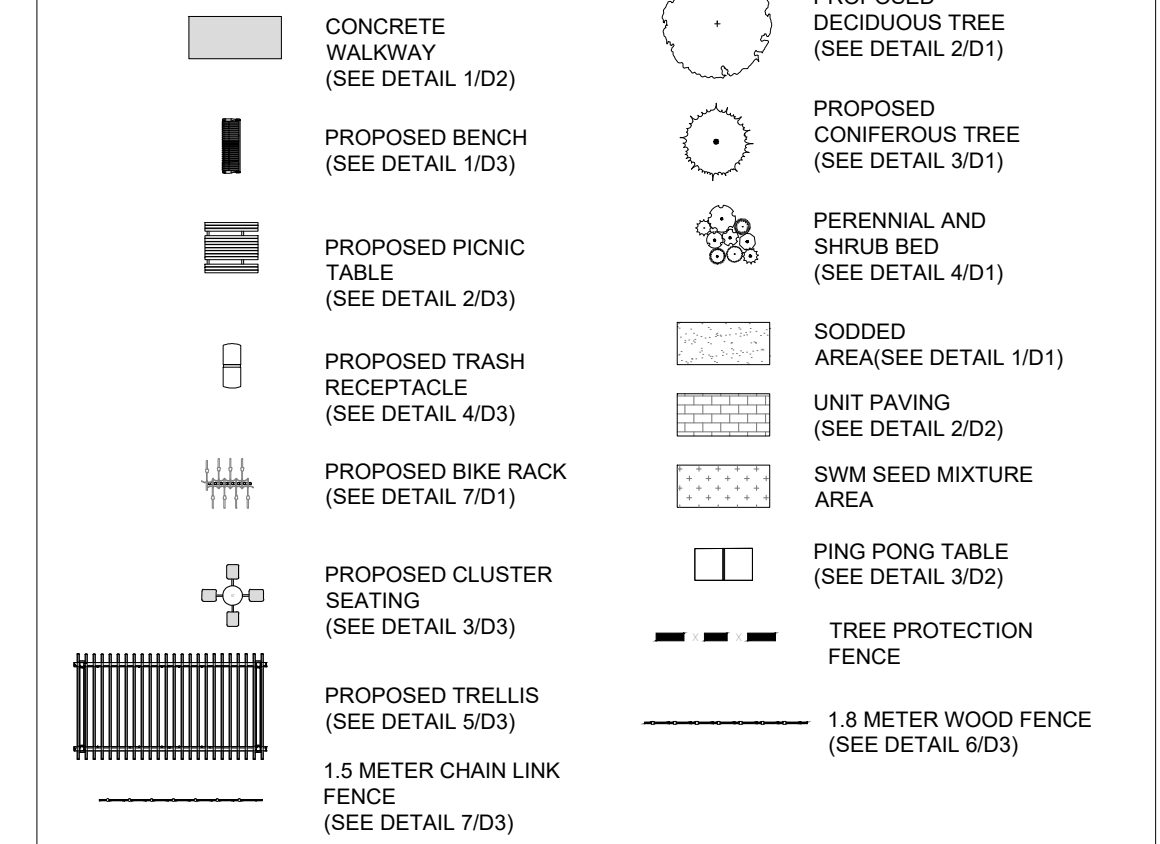 CONCRETE
WALKWAY
(SEE DETAIL 1/D2)
PROPOSED BENCH
(SEE DETAIL 1/D3)
PROPOSED PICNIC
TABLE
(SEE DETAIL 2/D3)
PROPOSED TRASH
RECEPTACLE
(SEE DETAIL 4/D3)
PROPOSED BIKE RACK
(SEE DETAIL 7/D1)
PROPOSED CLUSTER
SEATING
(SEE DETAIL 3/D3)
PROPOSED TRELLIS
(SEE DETAIL 5/D3)
1.5 METER CHAIN LINK
FENCE
(SEE DETAIL 7/D3)
PROPOSED
DECIDUOUS TREE
(SEE DETAIL 2/D1)
PROPOSED
CONIFEROUS TREE
(SEE DETAIL 3/D1)
PERENNIAL AND
SHRUB BED
(SEE DETAIL 4/D1)
SODDED
AREA(SEE DETAIL 1/D1)
UNIT PAVING
(SEE DETAIL 2/D2)
SWM SEED MIXTURE
AREA
PING PONG TABLE
(SEE DETAIL 3/D2)
X X
TREE PROTECTION
FENCE
1.8 METER WOOD FENCE
(SEE DETAIL 6/D3)